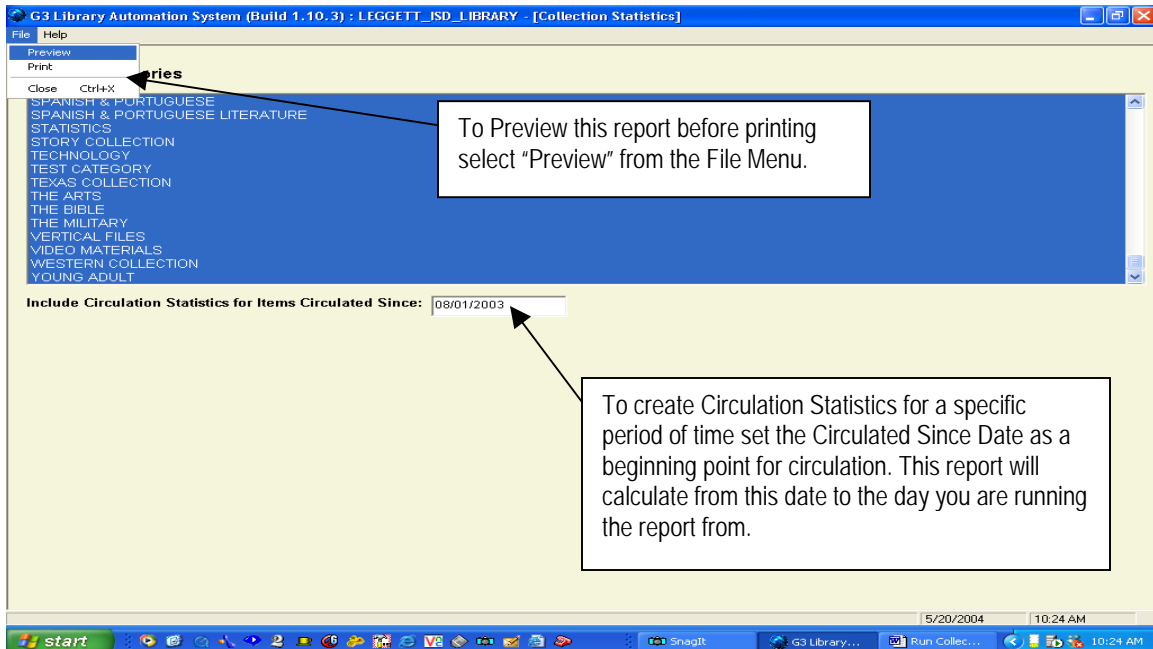 G3 Library Automation System (Build 1.10.3) : LEGGETT_ISD_LIBRARY - [Collection Statistics]
File Help
Preview
Print
Close Ctrl+X
ories
SPANISH & PORTUGUESE
SPANISH & PORTUGUESE LITERATURE
STATISTICS
STORY COLLECTION
TECHNOLOGY
TEST CATEGORY
TEXAS COLLECTION
THE ARTS
THE BIBLE
THE MILITARY
VERTICAL FILES
VIDEO MATERIALS
WESTERN COLLECTION
YOUNG ADULT
To Preview this report before printing
select “Preview” from the File Menu.
Include Circulation Statistics for Items Circulated Since: 08/01/2003
To create Circulation Statistics for a specific
period of time set the Circulated Since Date as a
beginning point for circulation. This report will
calculate from this date to the day you are running
the report from.
5/20/2004 10:24 AM
start SnagIt G3 Library... Run Collec... 10:24 AM